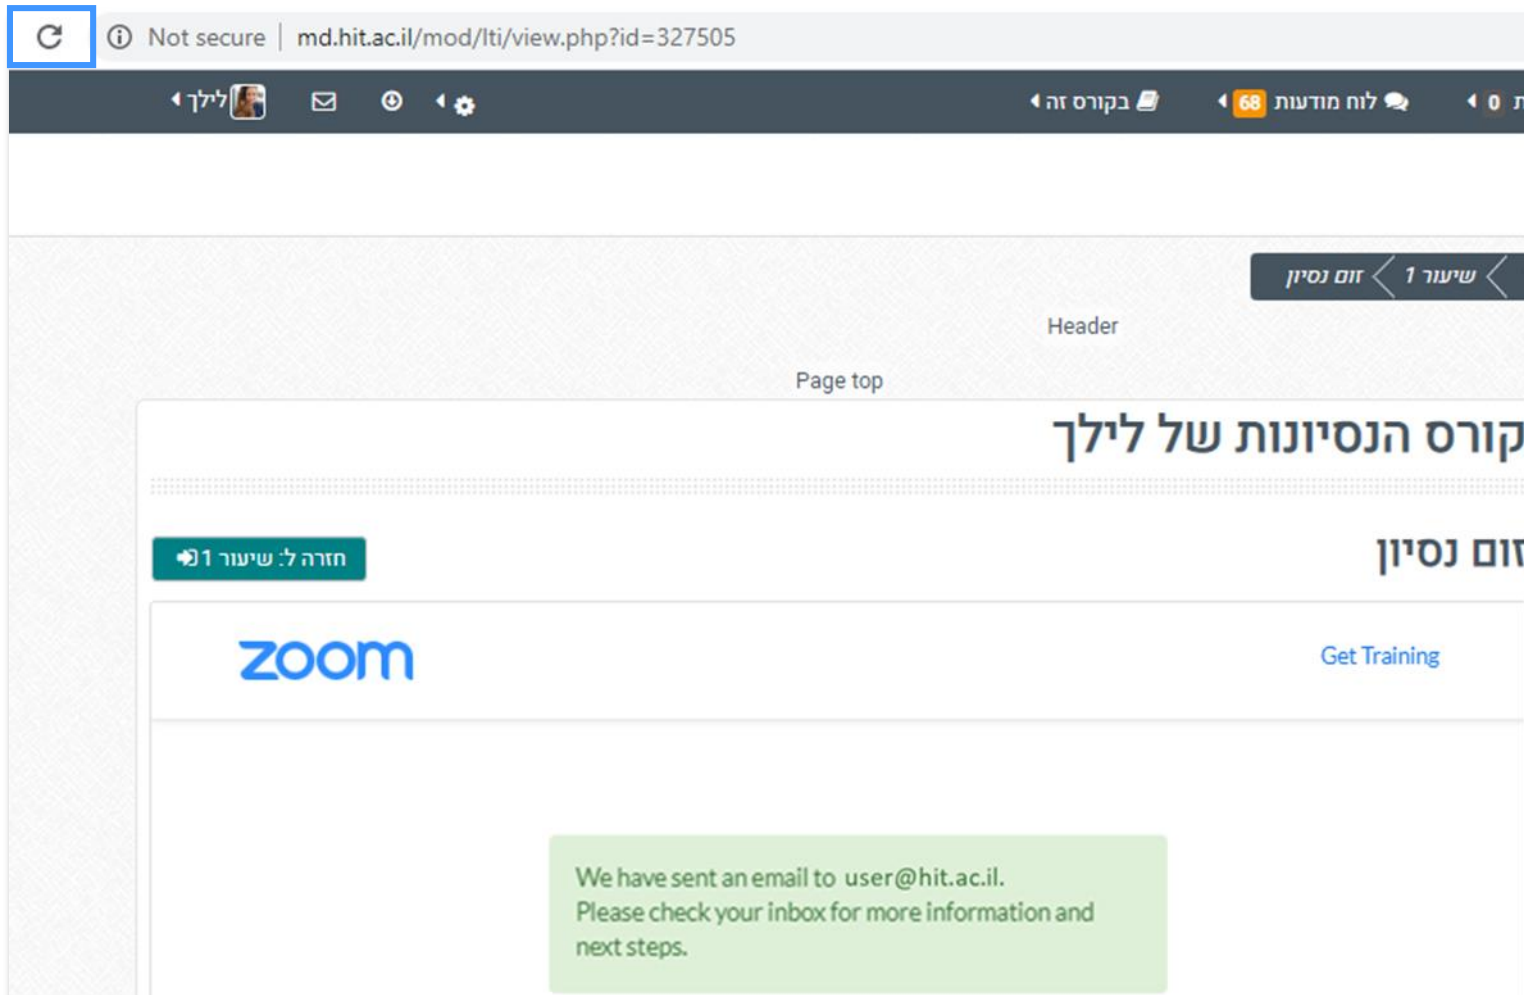 Not secure | md.hit.ac.il/mod/lti/view.php?id=327505
ת 0
לוח מודעות 68
בקורס זה
לילך
שיעור 1
זום נסיון
Header
Page top
קורס הנסיונות של לילך
זום נסיון
חזרה ל: שיעור 1
zoom
Get Training
We have sent an email to user@hit.ac.il.
Please check your inbox for more information and
next steps.